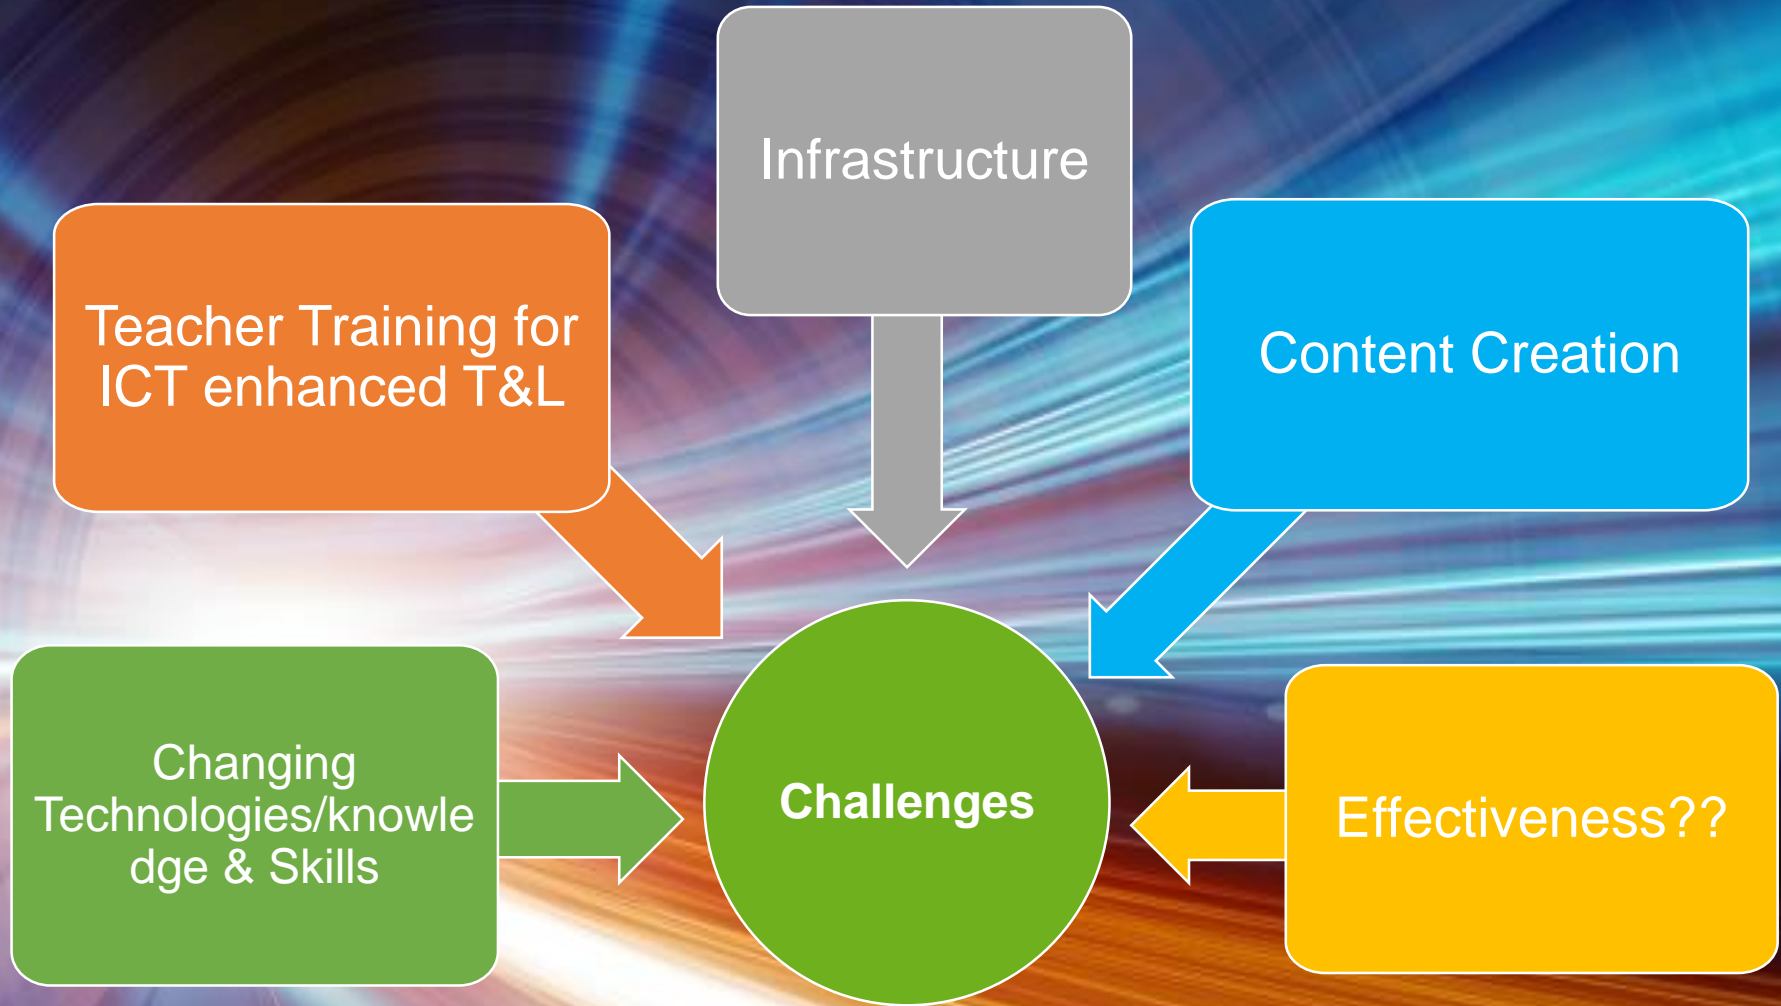 Infrastructure
Teacher Training for
ICT enhanced T&L
Content Creation
Changing
Technologies/knowle
dge & Skills
Challenges
Effectiveness??